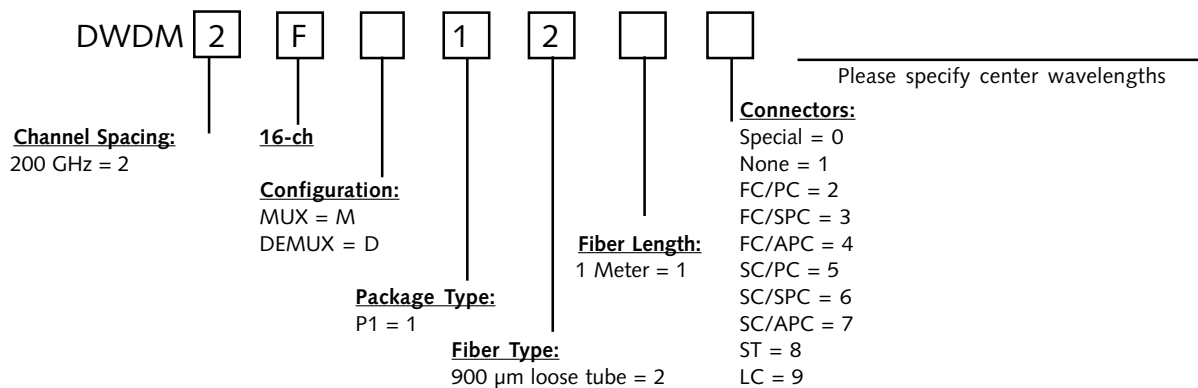 DWDM 2 F 1 2
Please specify center wavelengths
Channel Spacing:
200 GHz = 2
16-ch
Configuration:
MUX = M
DEMUX = D
Package Type:
P1 = 1
Fiber Type:
900 µm loose tube = 2
Fiber Length:
1 Meter = 1
Connectors:
Special = 0
None = 1
FC/PC = 2
FC/SPC = 3
FC/APC = 4
SC/PC = 5
SC/SPC = 6
SC/APC = 7
ST = 8
LC = 9